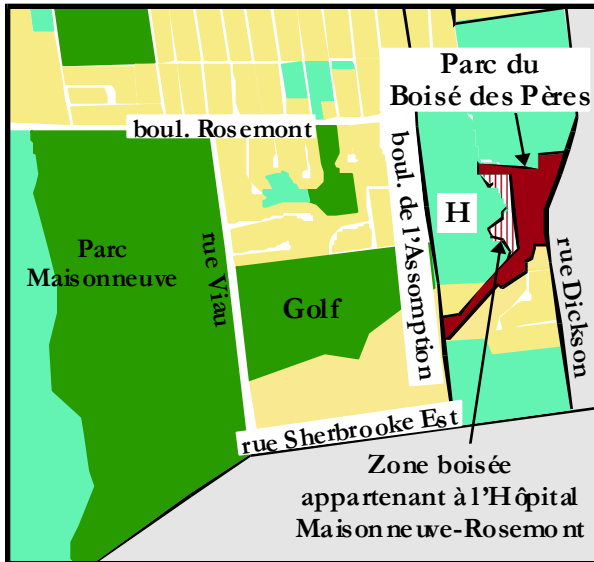 Parc du
Boisé des Pères
boul. Rosemont
boul. de l'Assomption
H
Parc
Maisonneuve
rue Viau
Golf
rue Dickson
rue Sherbrooke Est
Zone boisée
appartenant à l'Hôpital
Maisonneuve-Rosemont